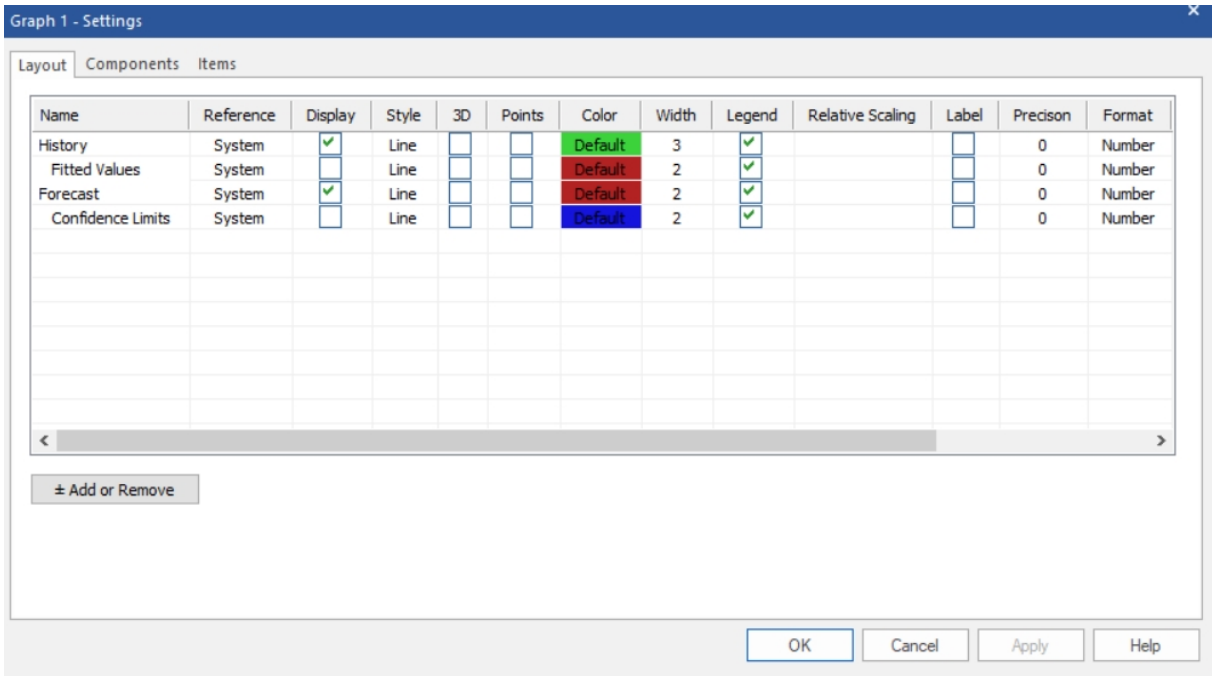 Graph 1 - Settings
Layout Components Items
Name Reference Display Style 3D Points Color Width Legend Relative Scaling Label Precison Format
History System Line Default 3 0 Number
Fitted Values System Line Default 2 0 Number
Forecast System Line Default 2 0 Number
Confidence Limits System Line Default 2 0 Number
± Add or Remove
OK Cancel Apply Help